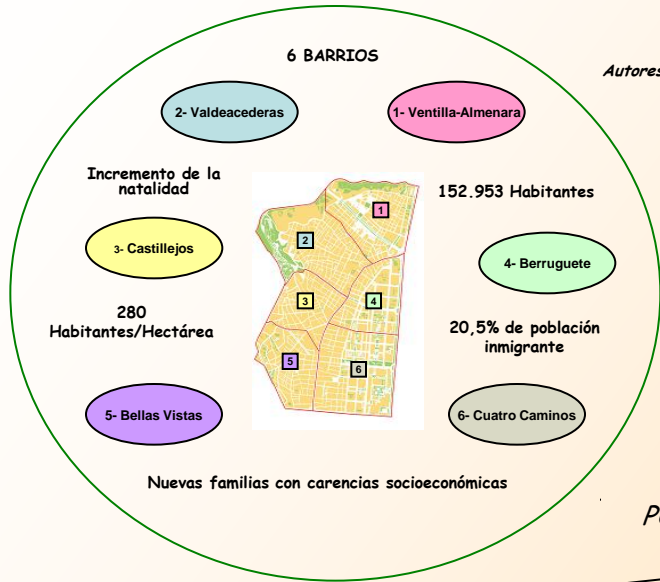 6 BARRIOS
Autores
2- Valdeacederas
1- Ventilla-Almenara
Incremento de la
natalidad
152.953 Habitantes
3- Castillejos
4- Berruguete
280
Habitantes/Hectárea
20,5% de población
inmigrante
5- Bellas Vistas
6- Cuatro Caminos
Nuevas familias con carencias socioeconómicas
1
2
3
4
5
6